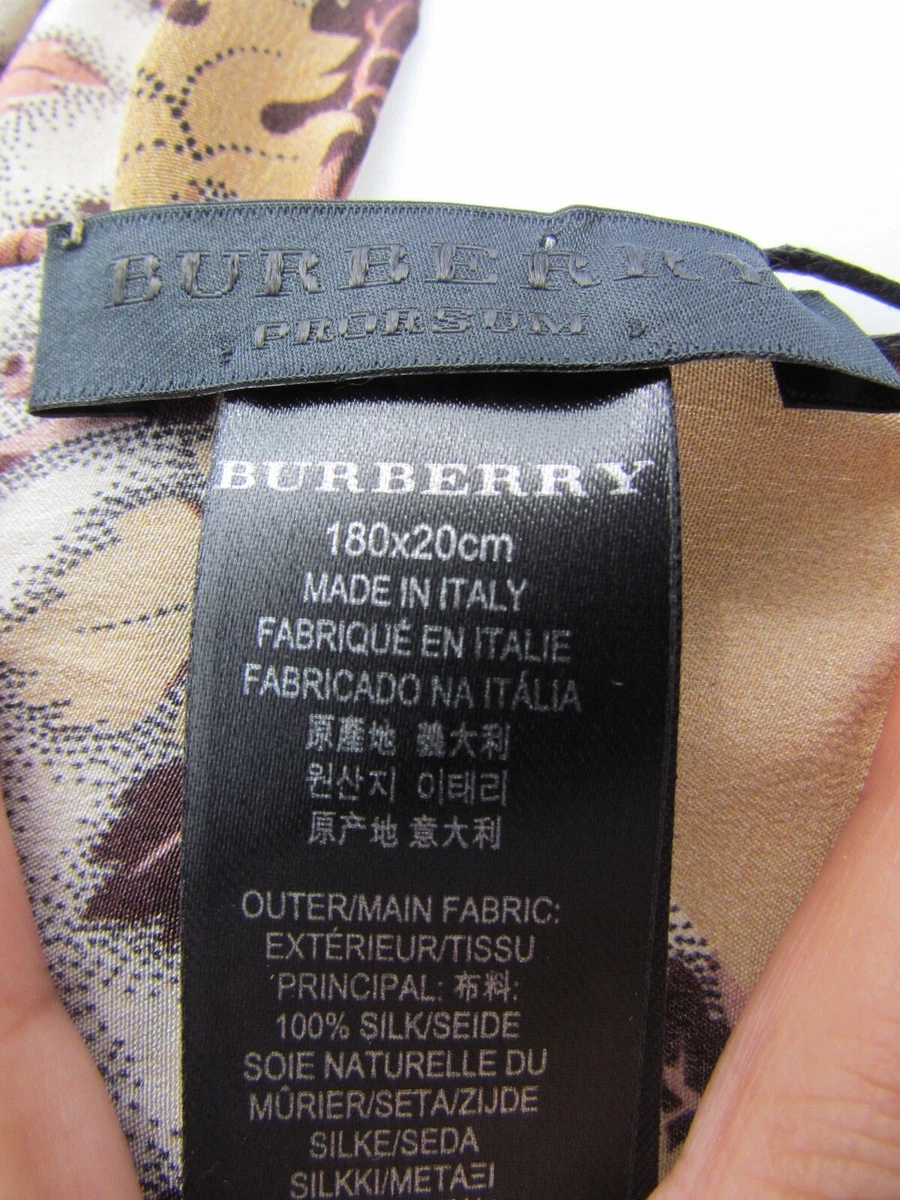 BURBERRY
PRORSUM
BURBERRY
180x20cm
MADE IN ITALY
FABRIQUÉ EN ITALIE
FABRICADO NA ITÁLIA
原產地 義大利
원산지 이태리
原产地 意大利
OUTER/MAIN FABRIC:
EXTÉRIEUR/TISSU
PRINCIPAL: 布料:
100% SILK/SEIDE
SOIE NATURELLE DU
MÛRIER/SETA/ZIJDE
SILKE/SEDA
SILKKI/ΜΕΤΑΞΙ